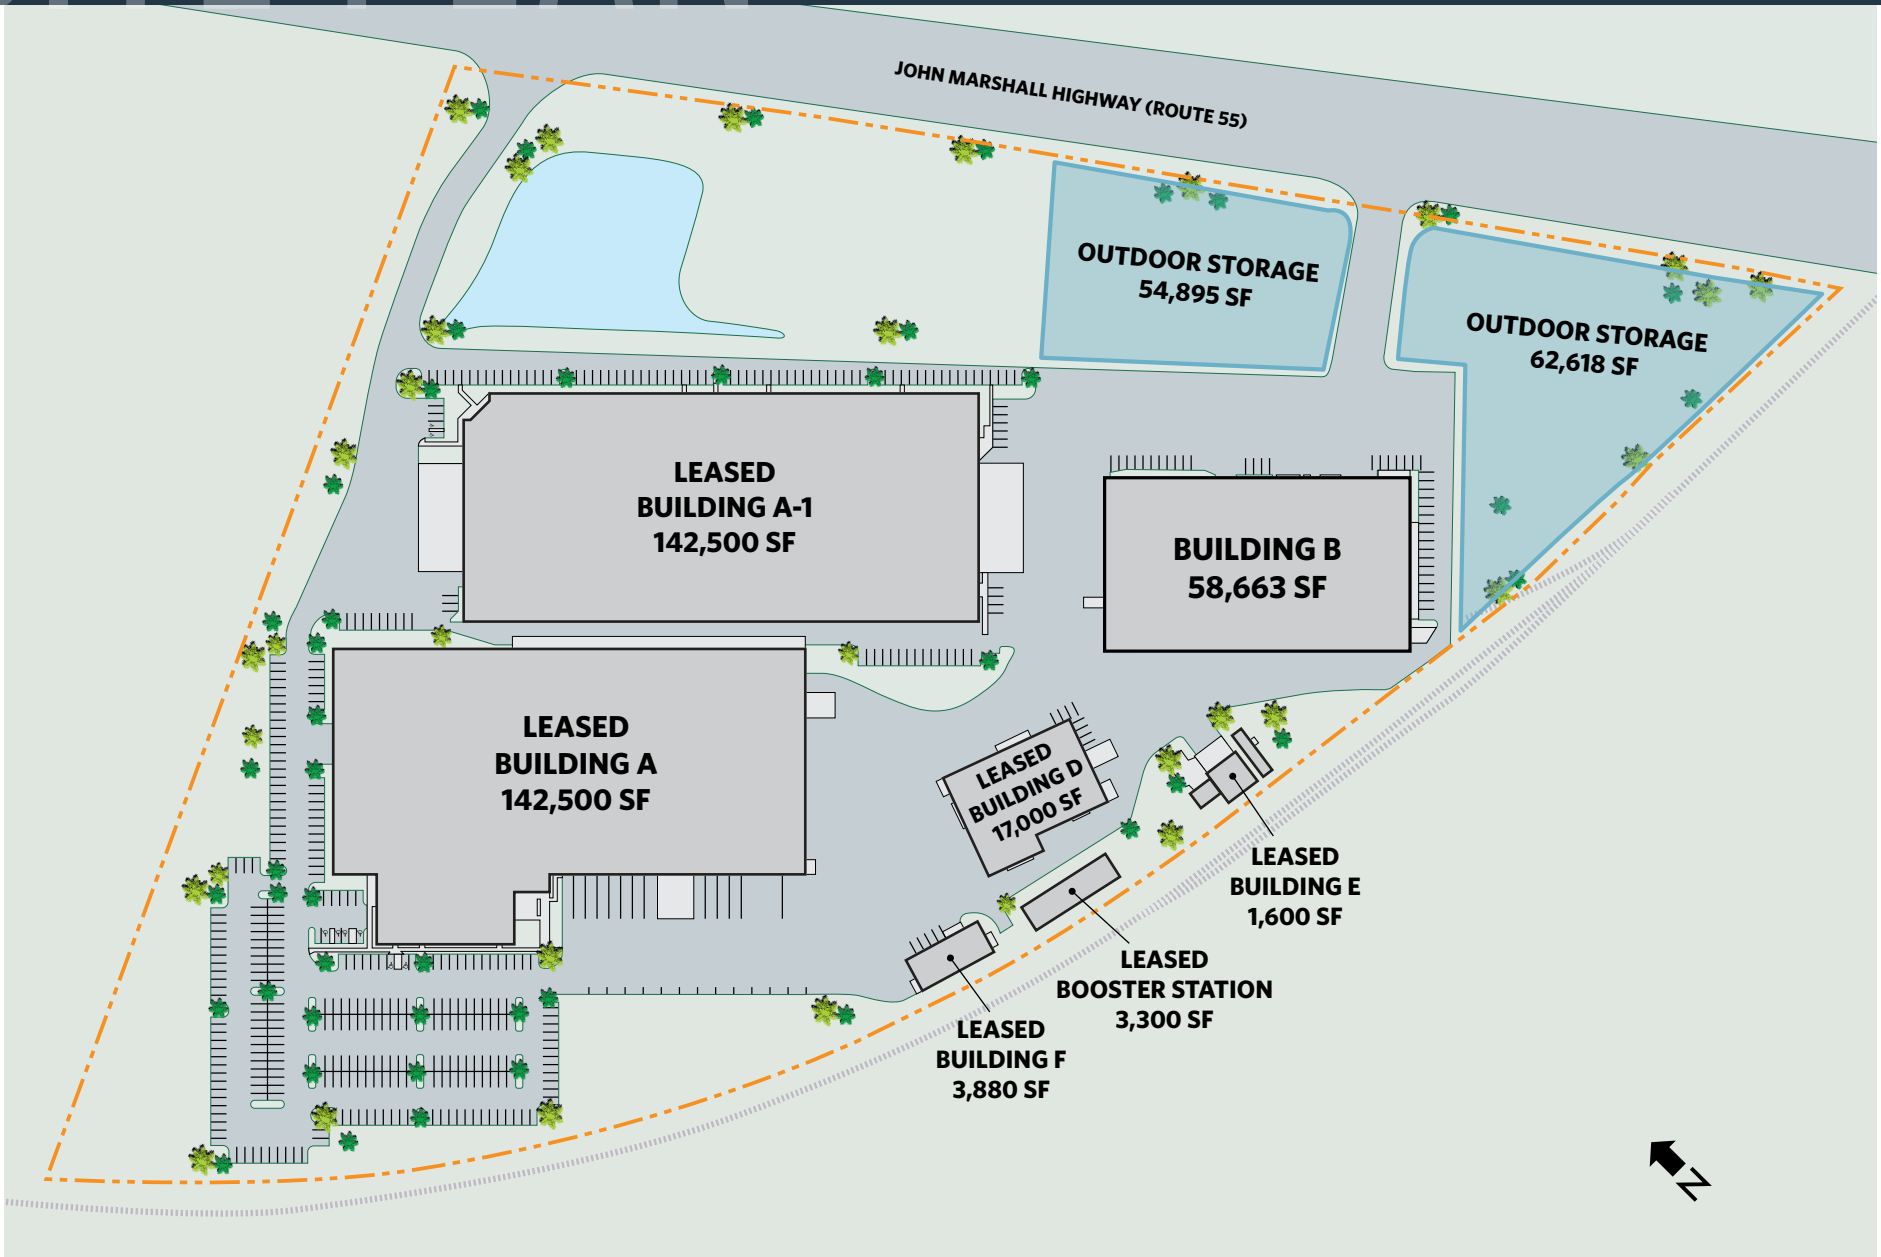 JOHN MARSHALL HIGHWAY (ROUTE 55)
OUTDOOR STORAGE
54,895 SF
OUTDOOR STORAGE
62,618 SF
LEASED
BUILDING A-1
142,500 SF
BUILDING B
58,663 SF
LEASED
BUILDING A
142,500 SF
LEASED
BUILDING D
17,000 SF
LEASED
BUILDING E
1,600 SF
LEASED
BOOSTER STATION
3,300 SF
LEASED
BUILDING F
3,880 SF
N